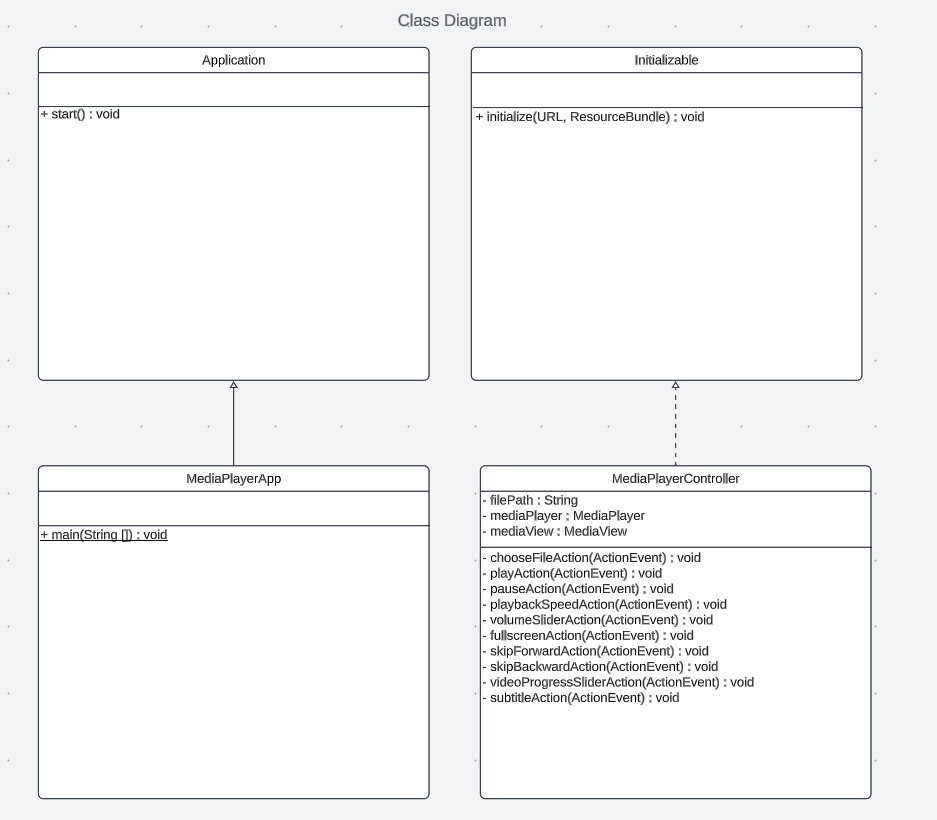 Class Diagram
Application
+ start() : void
Initializable
+ initialize(URL, ResourceBundle) : void
MediaPlayerApp
+ main(String []) : void
MediaPlayerController
- filePath : String
- mediaPlayer : MediaPlayer
- mediaView : MediaView
- chooseFileAction(ActionEvent) : void
- playAction(ActionEvent) : void
- pauseAction(ActionEvent) : void
- playbackSpeedAction(ActionEvent) : void
- volumeSliderAction(ActionEvent) : void
- fullscreenAction(ActionEvent) : void
- skipForwardAction(ActionEvent) : void
- skipBackwardAction(ActionEvent) : void
- videoProgressSliderAction(ActionEvent) : void
- subtitleAction(ActionEvent) : void